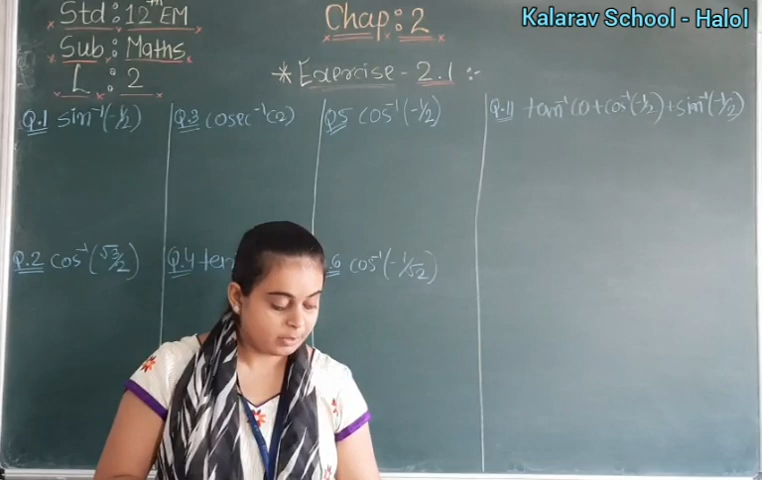 Std : 12th EM
Sub : Maths
L : 2
Chap : 2
Kalarav School - Halol
* Exercise - 2.1 :-
Q.1 sin⁻¹(-1/2)
Q.2 cos⁻¹(√3/2)
Q.3 cosec⁻¹(2)
Q.4
Q.5 cos⁻¹(-1/2)
.6 cos⁻¹(-1/√2)
Q.11 tan⁻¹(1)+cos⁻¹(-1/2)+sin⁻¹(-1/2)